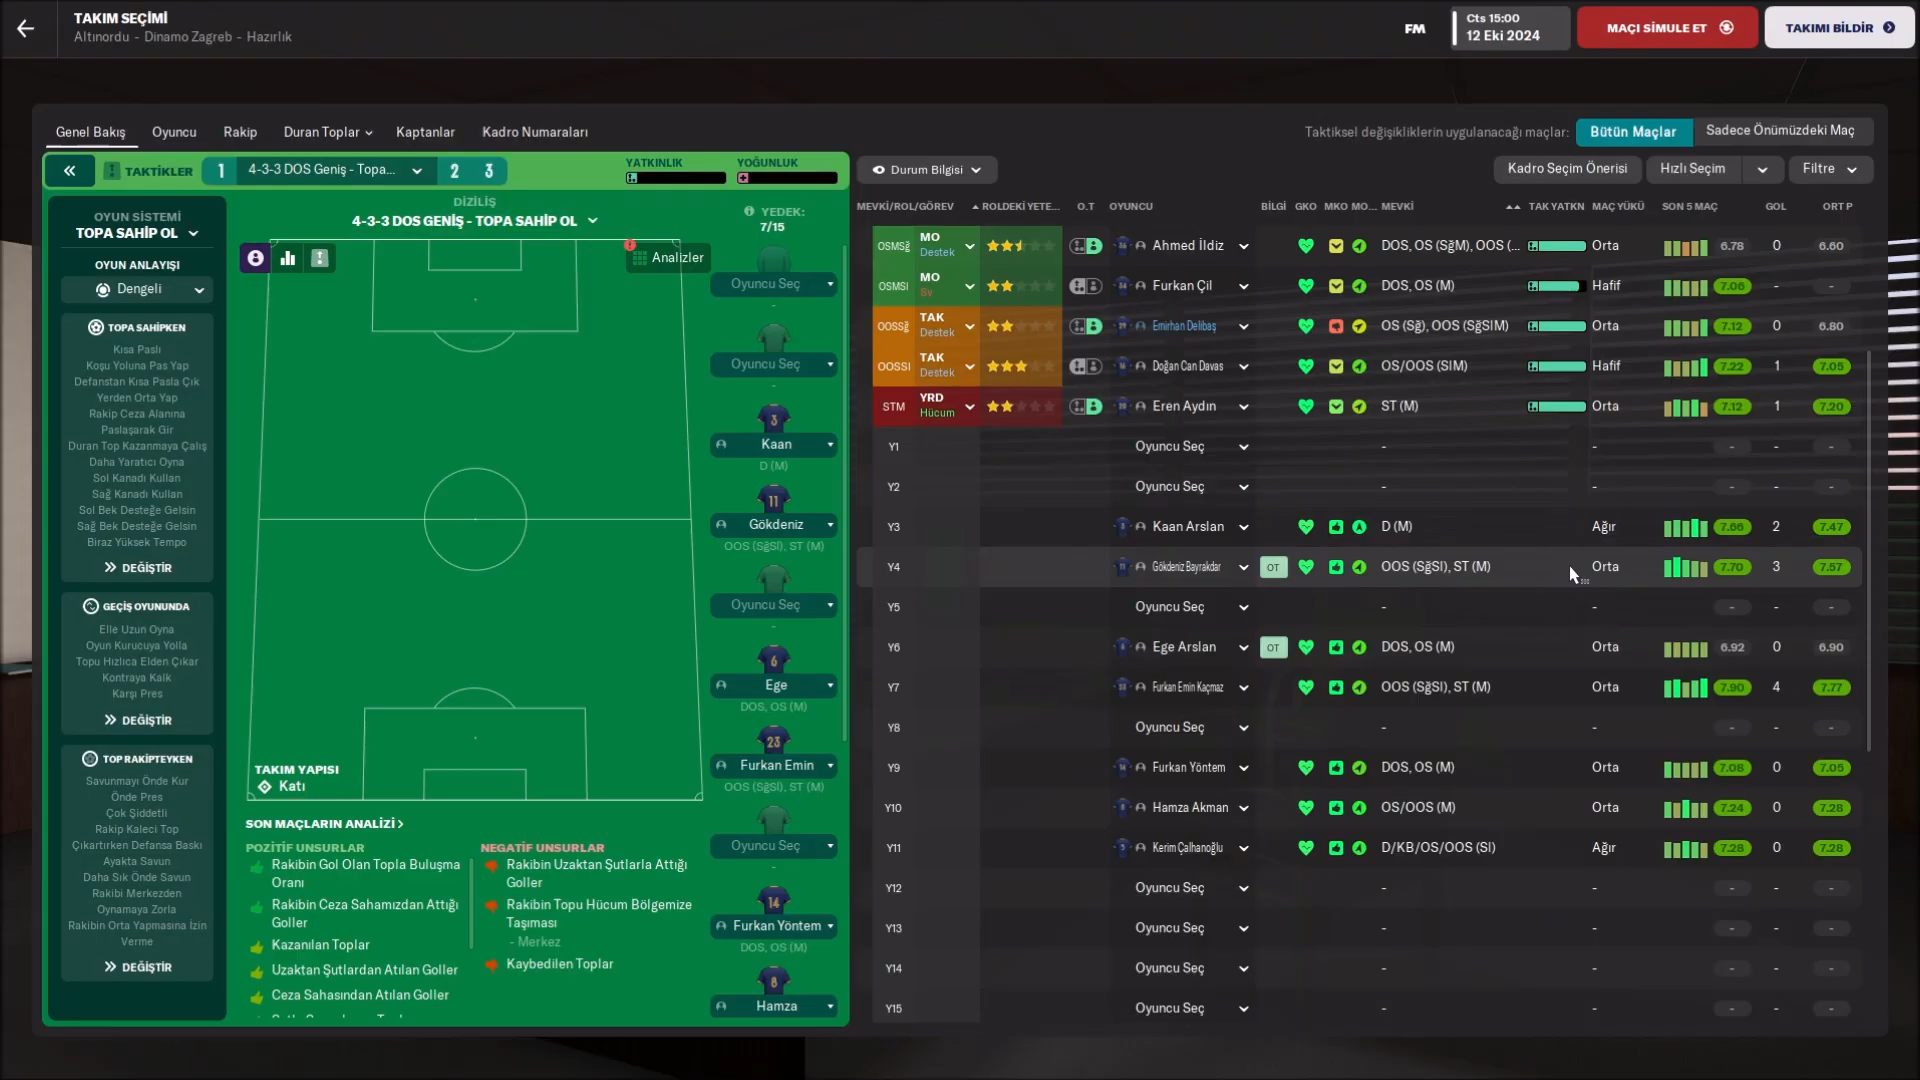 TAKIM SEÇİMİ
Altınordu - Dinamo Zagreb - Hazırlık
FM
Cts 15:00
12 Eki 2024
MAÇI SİMULE ET
TAKIMI BİLDİR
Genel Bakış
Oyuncu
Rakip
Duran Toplar
Kaptanlar
Kadro Numaraları
Taktiksel değişikliklerin uygulanacağı maçlar:
Bütün Maçlar
Sadece Önümüzdeki Maç
TAKTİKLER
1
4-3-3 DOS Geniş - Topa...
2
3
YATKINLIK
YOĞUNLUK
Durum Bilgisi
Kadro Seçim Önerisi
Hızlı Seçim
Filtre
OYUN SİSTEMİ
TOPA SAHİP OL
OYUN ANLAYIŞI
Dengeli
TOPA SAHİPKEN
Kısa Paslı
Koşu Yoluna Pas Yap
Defanstan Kısa Pasla Çık
Yerden Orta Yap
Rakip Ceza Alanına
Paslaşarak Gir
Duran Top Kazanmaya Çalış
Daha Yaratıcı Oyna
Sol Kanadı Kullan
Sağ Kanadı Kullan
Sol Bek Desteğe Gelsin
Sağ Bek Desteğe Gelsin
Biraz Yüksek Tempo
DEĞİŞTİR
GEÇİŞ OYUNUNDA
Elle Uzun Oyna
Oyun Kurucuya Yolla
Topu Hızlıca Elden Çıkar
Kontraya Kalk
Karşı Pres
DEĞİŞTİR
TOP RAKİPTEYKEN
Savunmayı Önde Kur
Önde Pres
Çok Şiddetli
Rakip Kaleci Top
Çıkartırken Defansa Baskı
Ayakta Savun
Daha Sık Önde Savun
Rakibi Merkezden
Oynamaya Zorla
Rakibin Orta Yapmasına İzin
Verme
DEĞİŞTİR
DİZİLİŞ
4-3-3 DOS GENİŞ - TOPA SAHİP OL
Analizler
TAKIM YAPISI
Katı
YEDEK:
7/15
Oyuncu Seç
-
Oyuncu Seç
-
3
Kaan
D (M)
11
Gökdeniz
OOS (SğSl), ST (M)
Oyuncu Seç
-
6
Ege
DOS, OS (M)
23
Furkan Emin
OOS (SğSl), ST (M)
Oyuncu Seç
-
14
Furkan Yöntem
DOS, OS (M)
8
Hamza
SON MAÇLARIN ANALİZİ >
POZİTİF UNSURLAR
Rakibin Gol Olan Topla Buluşma
Oranı
Rakibin Ceza Sahamızdan Attığı
Goller
Kazanılan Toplar
Uzaktan Şutlardan Atılan Goller
Ceza Sahasından Atılan Goller
NEGATİF UNSURLAR
Rakibin Uzaktan Şutlarla Attığı
Goller
Rakibin Topu Hücum Bölgemize
Taşıması
- Merkez
Kaybedilen Toplar
MEVKİ/ROL/GÖREV ROLDEKİ YETE... O.T OYUNCU BİLGİ GKO MKO MO... MEVKİ TAK YATKN MAÇ YÜKÜ SON 5 MAÇ GOL ORT P
OSMSğ MO Destek Ahmed İldiz DOS, OS (SğM), OOS (... Orta 6.78 0 6.60
OSMSl MO Sv Furkan Çil DOS, OS (M) Hafif 7.06 - -
OOSSğ TAK Destek Emirhan Delibaş OS (Sğ), OOS (SğSlM) Orta 7.12 0 6.80
OOSSl TAK Destek Doğan Can Davas OS/OOS (SlM) Hafif 7.22 1 7.05
STM YRD Hücum Eren Aydın ST (M) Orta 7.12 1 7.20
Y1 Oyuncu Seç - - - - -
Y2 Oyuncu Seç - - - - -
Y3 Kaan Arslan D (M) Ağır 7.66 2 7.47
Y4 Gökdeniz Bayrakdar OT OOS (SğSl), ST (M) Orta 7.70 3 7.57
Y5 Oyuncu Seç - - - - -
Y6 Ege Arslan OT DOS, OS (M) Orta 6.92 0 6.90
Y7 Furkan Emin Kaçmaz OOS (SğSl), ST (M) Orta 7.90 4 7.77
Y8 Oyuncu Seç - - - - -
Y9 Furkan Yöntem DOS, OS (M) Orta 7.08 0 7.05
Y10 Hamza Akman OS/OOS (M) Orta 7.24 0 7.28
Y11 Kerim Çalhanoğlu D/KB/OS/OOS (Sl) Ağır 7.28 0 7.28
Y12 Oyuncu Seç - - - - -
Y13 Oyuncu Seç - - - - -
Y14 Oyuncu Seç - - - - -
Y15 Oyuncu Seç - - - - -